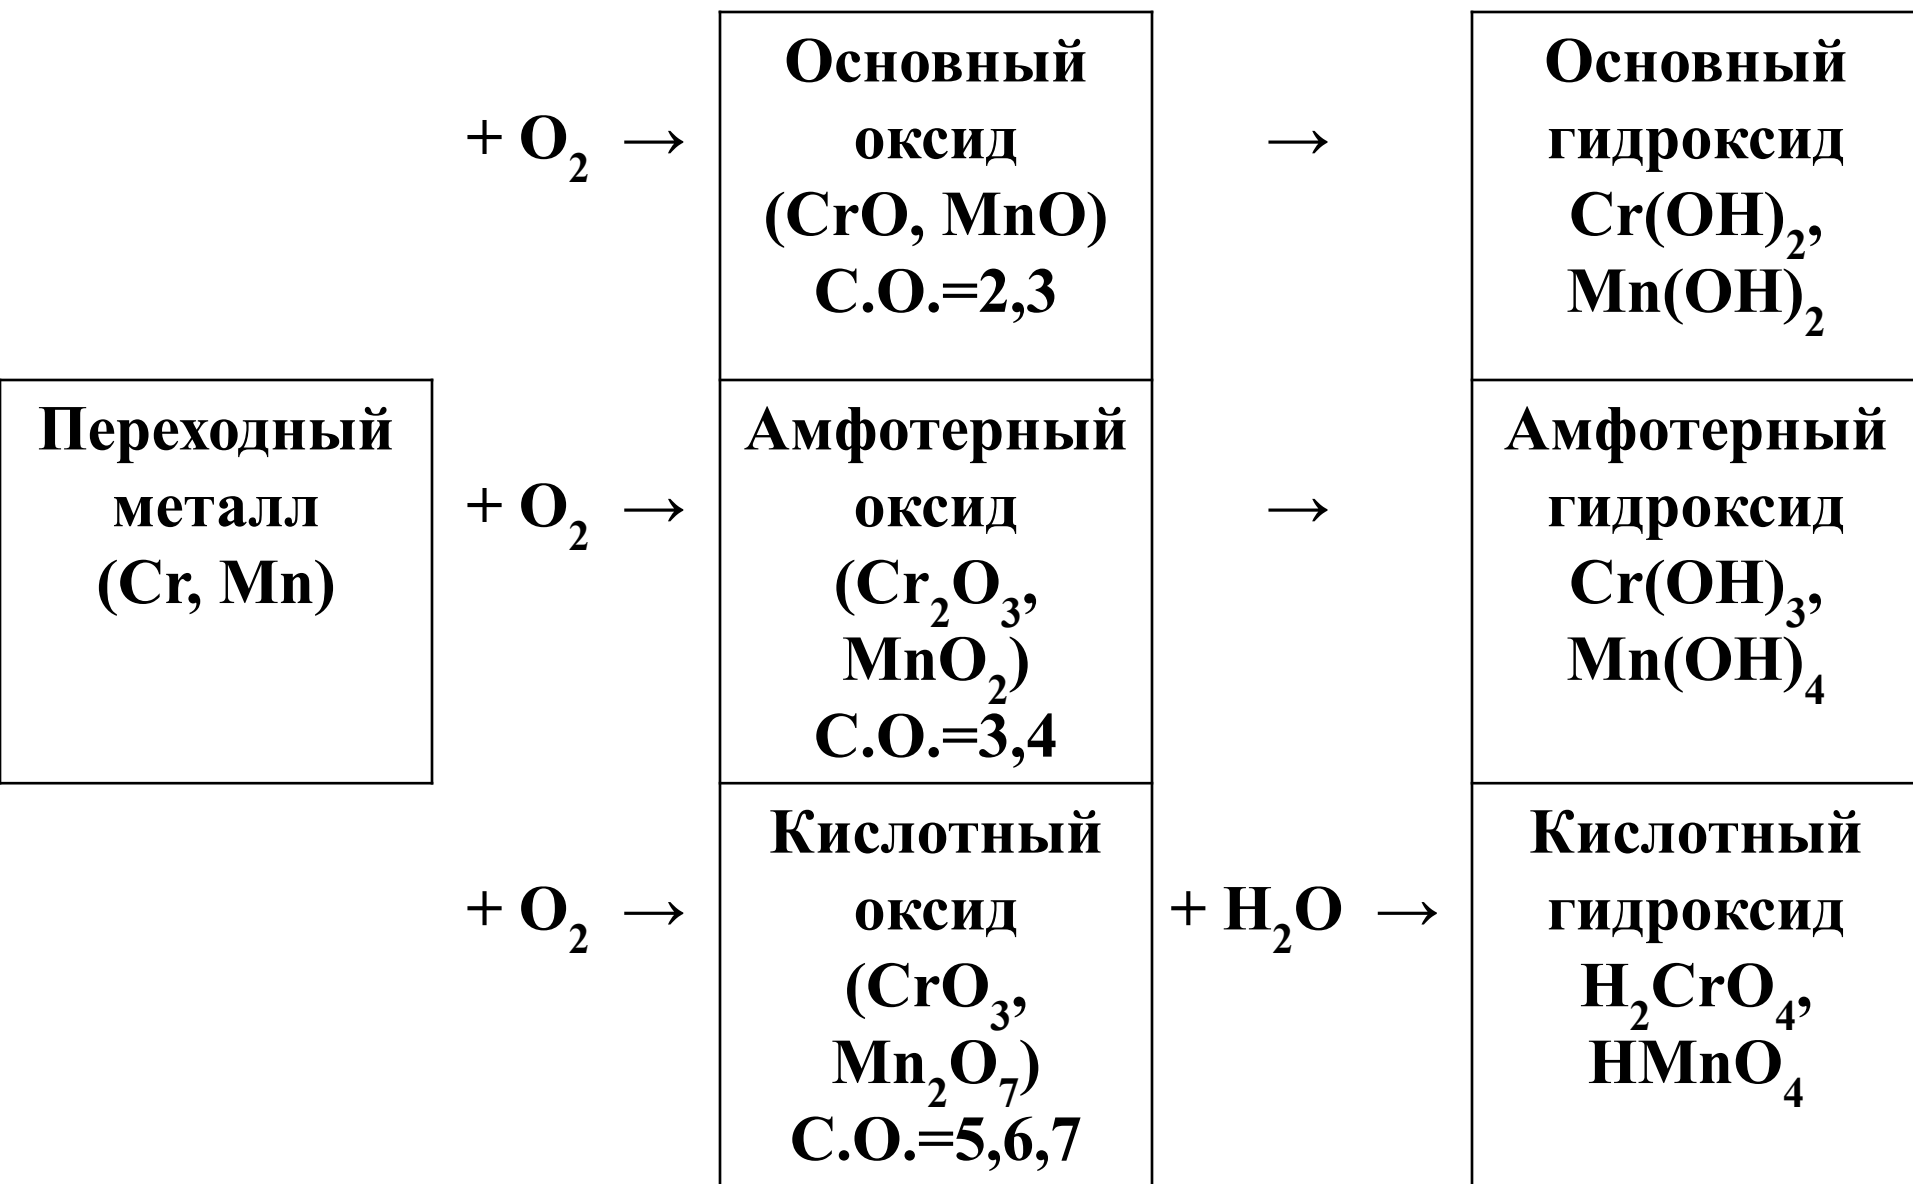 Основный
оксид
(CrO, MnO)
С.О.=2,3
+ O₂ →
→
Основный
гидроксид
Cr(OH)₂,
Mn(OH)₂
Переходный
металл
(Cr, Mn)
+ O₂ →
Амфотерный
оксид
(Cr₂O₃,
MnO₂)
С.О.=3,4
→
Амфотерный
гидроксид
Cr(OH)₃,
Mn(OH)₄
+ O₂ →
Кислотный
оксид
(CrO₃,
Mn₂O₇)
С.О.=5,6,7
+ H₂O →
Кислотный
гидроксид
H₂CrO₄,
HMnO₄